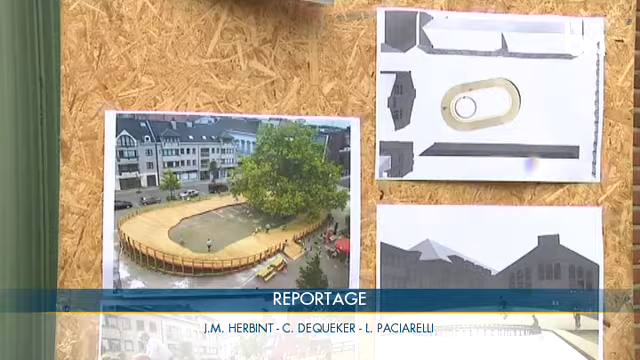 REPORTAGE
J.M. HERBINT - C. DEQUEKER - L. PACIARELLI